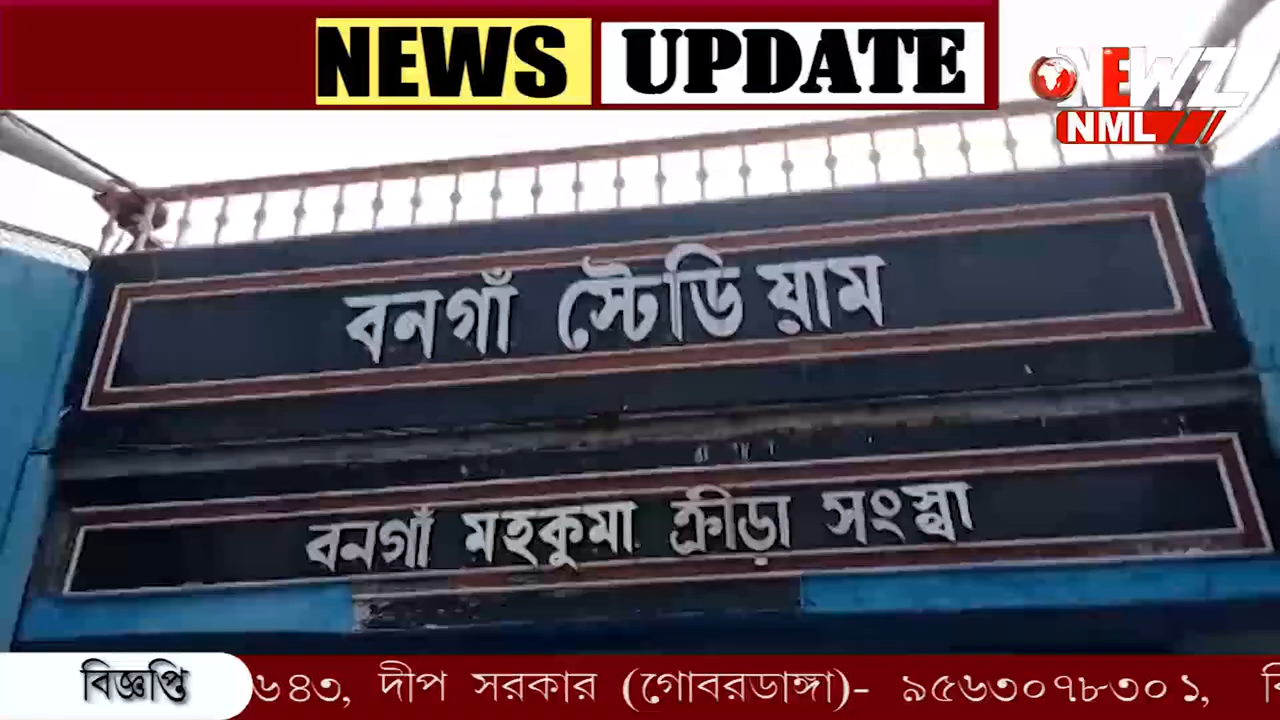 NEWS UPDATE
NEWZ
NML
বনগাঁ স্টেডিয়াম
বনগাঁ মহকুমা ক্রীড়া সংস্থা
বিজ্ঞপ্তি ৬৪৩, দীপ সরকার (গোবরডাঙ্গা)- ৯৫৬৩০৭৮৩০১,